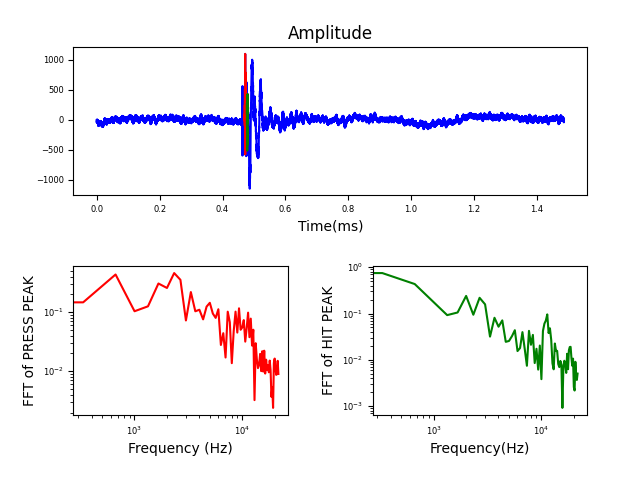 Amplitude
1000
500
0
−500
−1000
0.0 0.2 0.4 0.6 0.8 1.0 1.2 1.4
Time(ms)
FFT of PRESS PEAK
10⁻¹
10⁻²
10³ 10⁴
Frequency (Hz)
FFT of HIT PEAK
10⁰
10⁻¹
10⁻²
10⁻³
10³ 10⁴
Frequency(Hz)